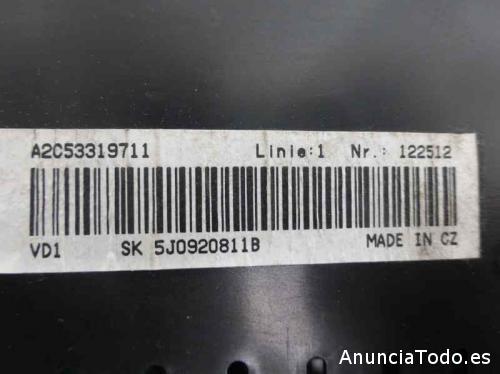 A2C53319711 Linie:1 Nr.: 122512
VD1 SK 5J0920811B MADE IN CZ
AnunciaTodo.es